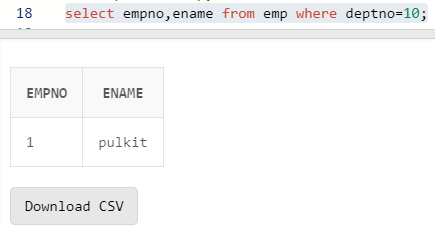 18 select empno,ename from emp where deptno=10;
EMPNO ENAME
1 pulkit
Download CSV